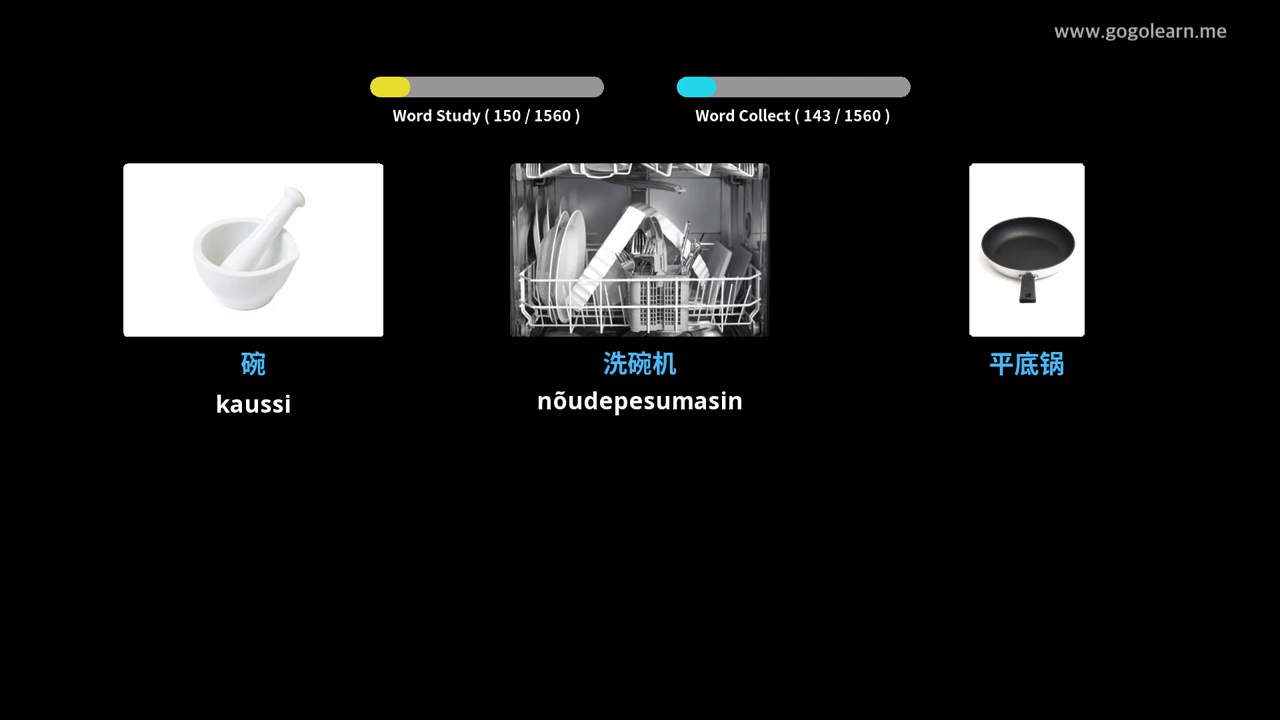 www.gogolearn.me
Word Study ( 150 / 1560 )
Word Collect ( 143 / 1560 )
碗
洗碗机
平底锅
kaussi
nõudepesumasin